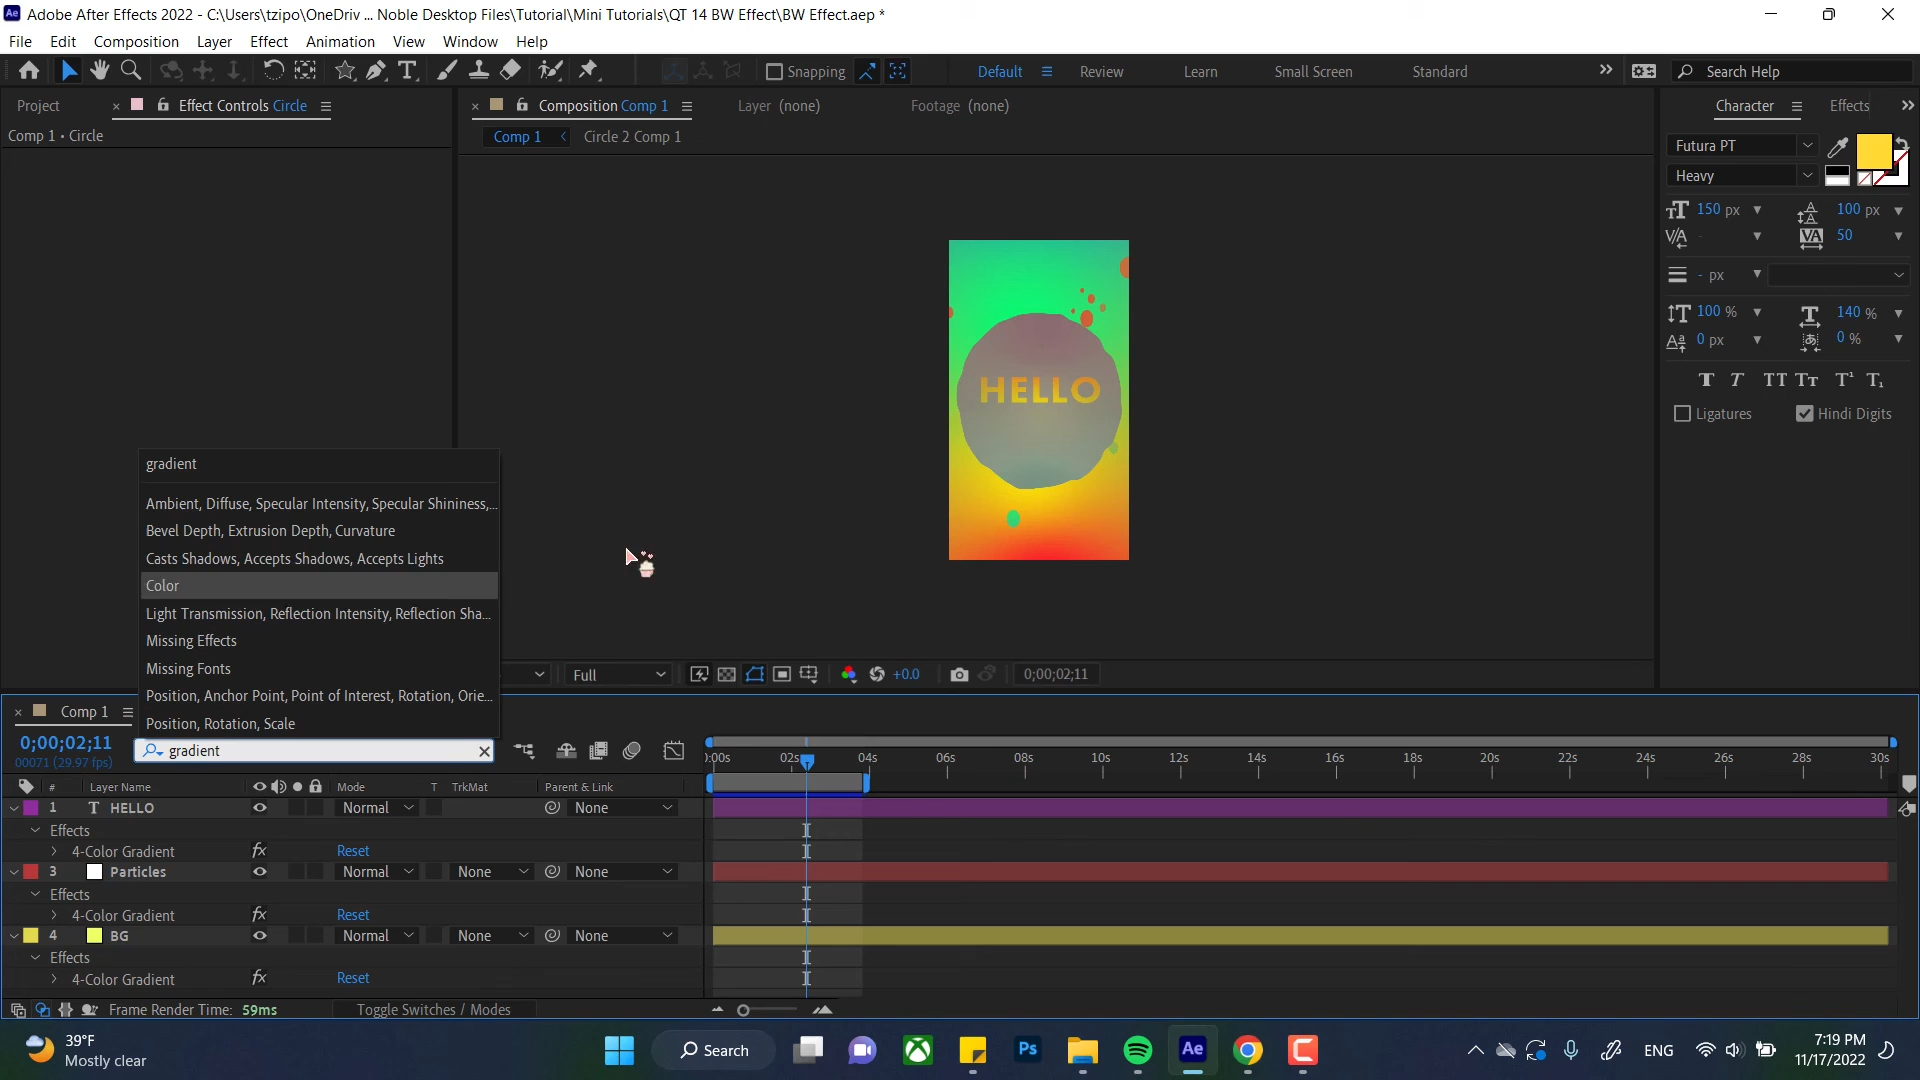 Adobe After Effects 2022 - C:\Users\tzipo\OneDriv ... Noble Desktop Files\Tutorial\Mini Tutorials\QT 14 BW Effect\BW Effect.aep *
File Edit Composition Layer Effect Animation View Window Help
Snapping Default Review Learn Small Screen Standard Search Help
Project Effect Controls Circle Composition Comp 1 Layer (none) Footage (none) Character Effects
Comp 1 • Circle Comp 1 Circle 2 Comp 1
Futura PT
Heavy
150 px 100 px
50
- px
100 % 140 %
0 px 0 %
Ligatures Hindi Digits
HELLO
gradient
Ambient, Diffuse, Specular Intensity, Specular Shininess,...
Bevel Depth, Extrusion Depth, Curvature
Casts Shadows, Accepts Shadows, Accepts Lights
Color
Light Transmission, Reflection Intensity, Reflection Sha...
Missing Effects
Missing Fonts
Position, Anchor Point, Point of Interest, Rotation, Orie...
Position, Rotation, Scale
Full +0.0 0;00;02;11
Comp 1
0;00;02;11
00071 (29.97 fps)
gradient
):00s 02s 04s 06s 08s 10s 12s 14s 16s 18s 20s 22s 24s 26s 28s 30s
# Layer Name Mode T TrkMat Parent & Link
1 T HELLO Normal None
Effects
4-Color Gradient fx Reset
3 Particles Normal None None
Effects
4-Color Gradient fx Reset
4 BG Normal None None
Effects
4-Color Gradient fx Reset
Frame Render Time: 59ms Toggle Switches / Modes
39°F
Mostly clear
Search
Ps
Ae
ENG
7:19 PM
11/17/2022